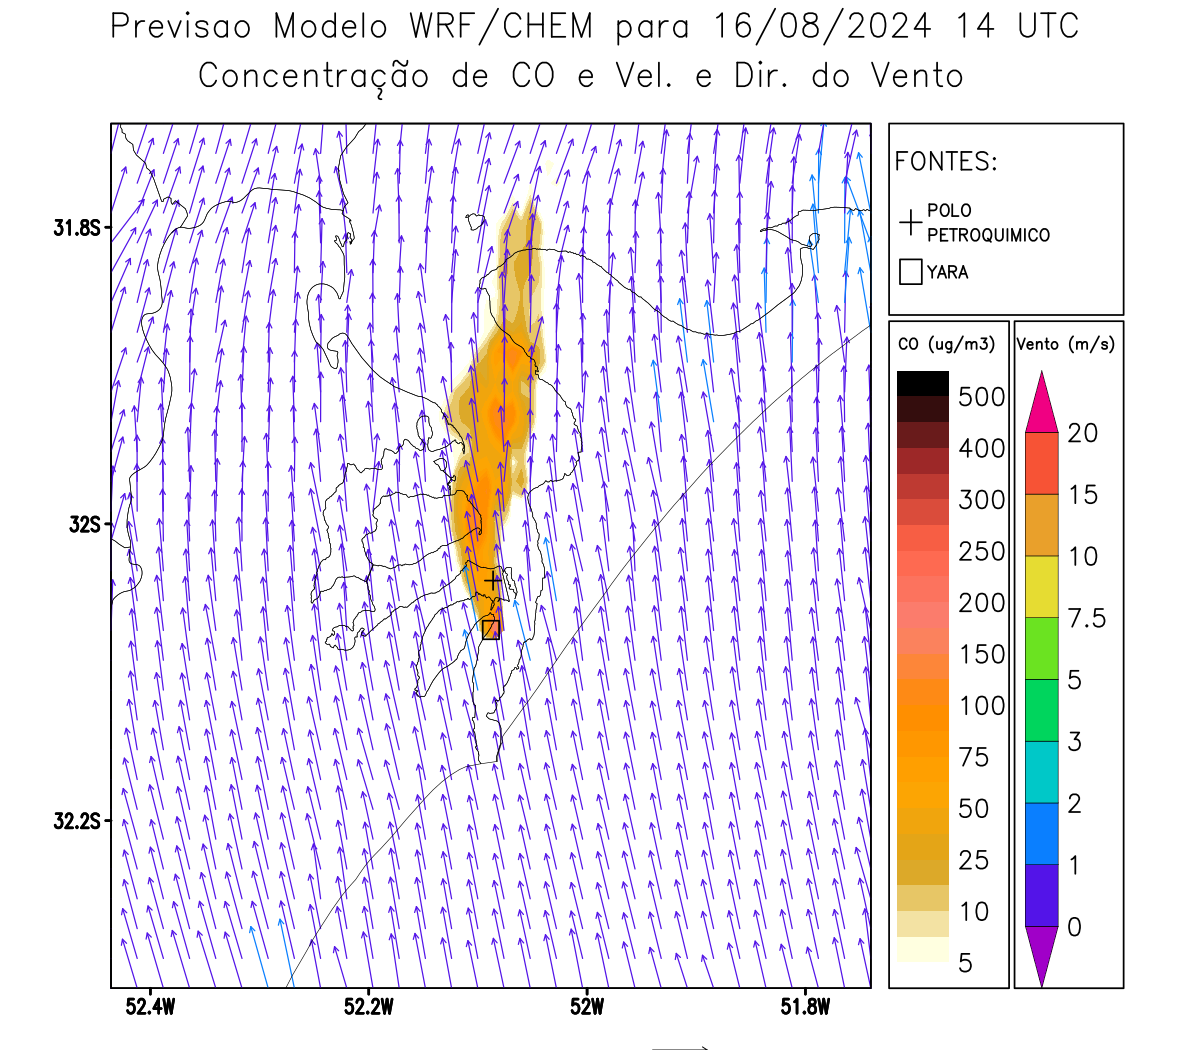 Previsao Modelo WRF/CHEM para 16/08/2024 14 UTC
Concentração de CO e Vel. e Dir. do Vento
FONTES:
POLO
PETROQUIMICO
YARA
CO (ug/m3)
500
400
300
250
200
150
100
75
50
25
10
5
Vento (m/s)
20
15
10
7.5
5
3
2
1
0
31.8S
32S
32.2S
52.4W
52.2W
52W
51.8W